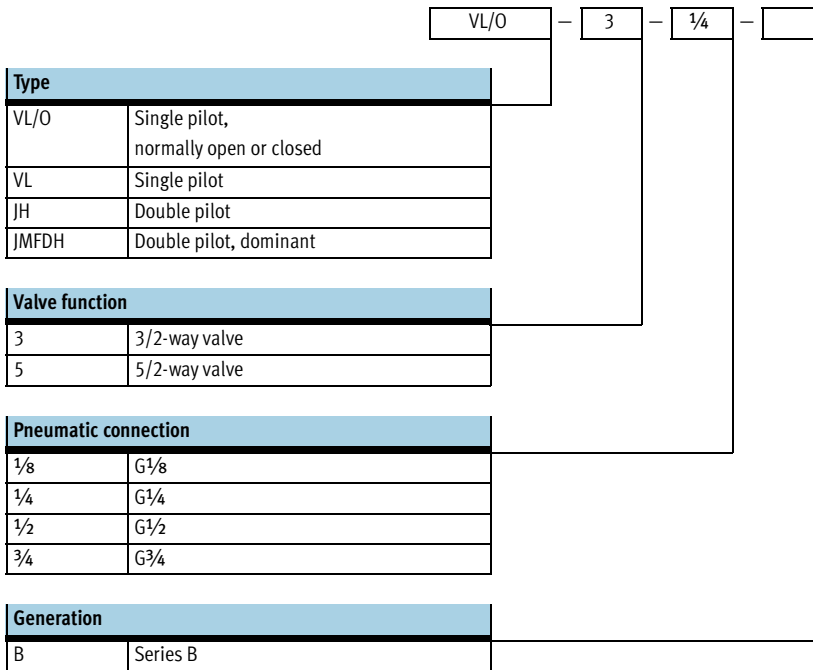 VL/O – 3 – ¼ –
Type
VL/O Single pilot,
normally open or closed
VL Single pilot
JH Double pilot
JMFDH Double pilot, dominant
Valve function
3 3/2-way valve
5 5/2-way valve
Pneumatic connection
⅛ G⅛
¼ G¼
½ G½
¾ G¾
Generation
B Series B